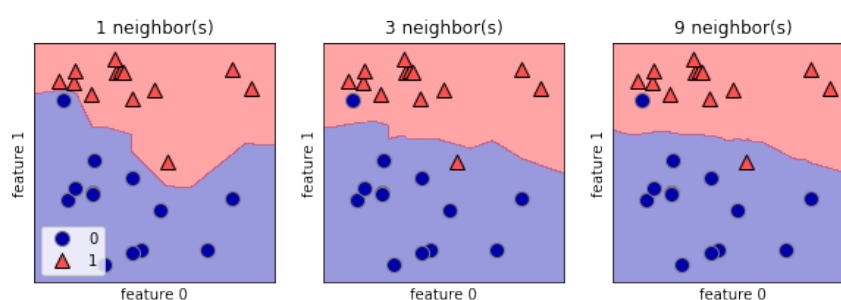 1 neighbor(s)
3 neighbor(s)
9 neighbor(s)
feature 1
feature 1
feature 1
0
1
feature 0
feature 0
feature 0